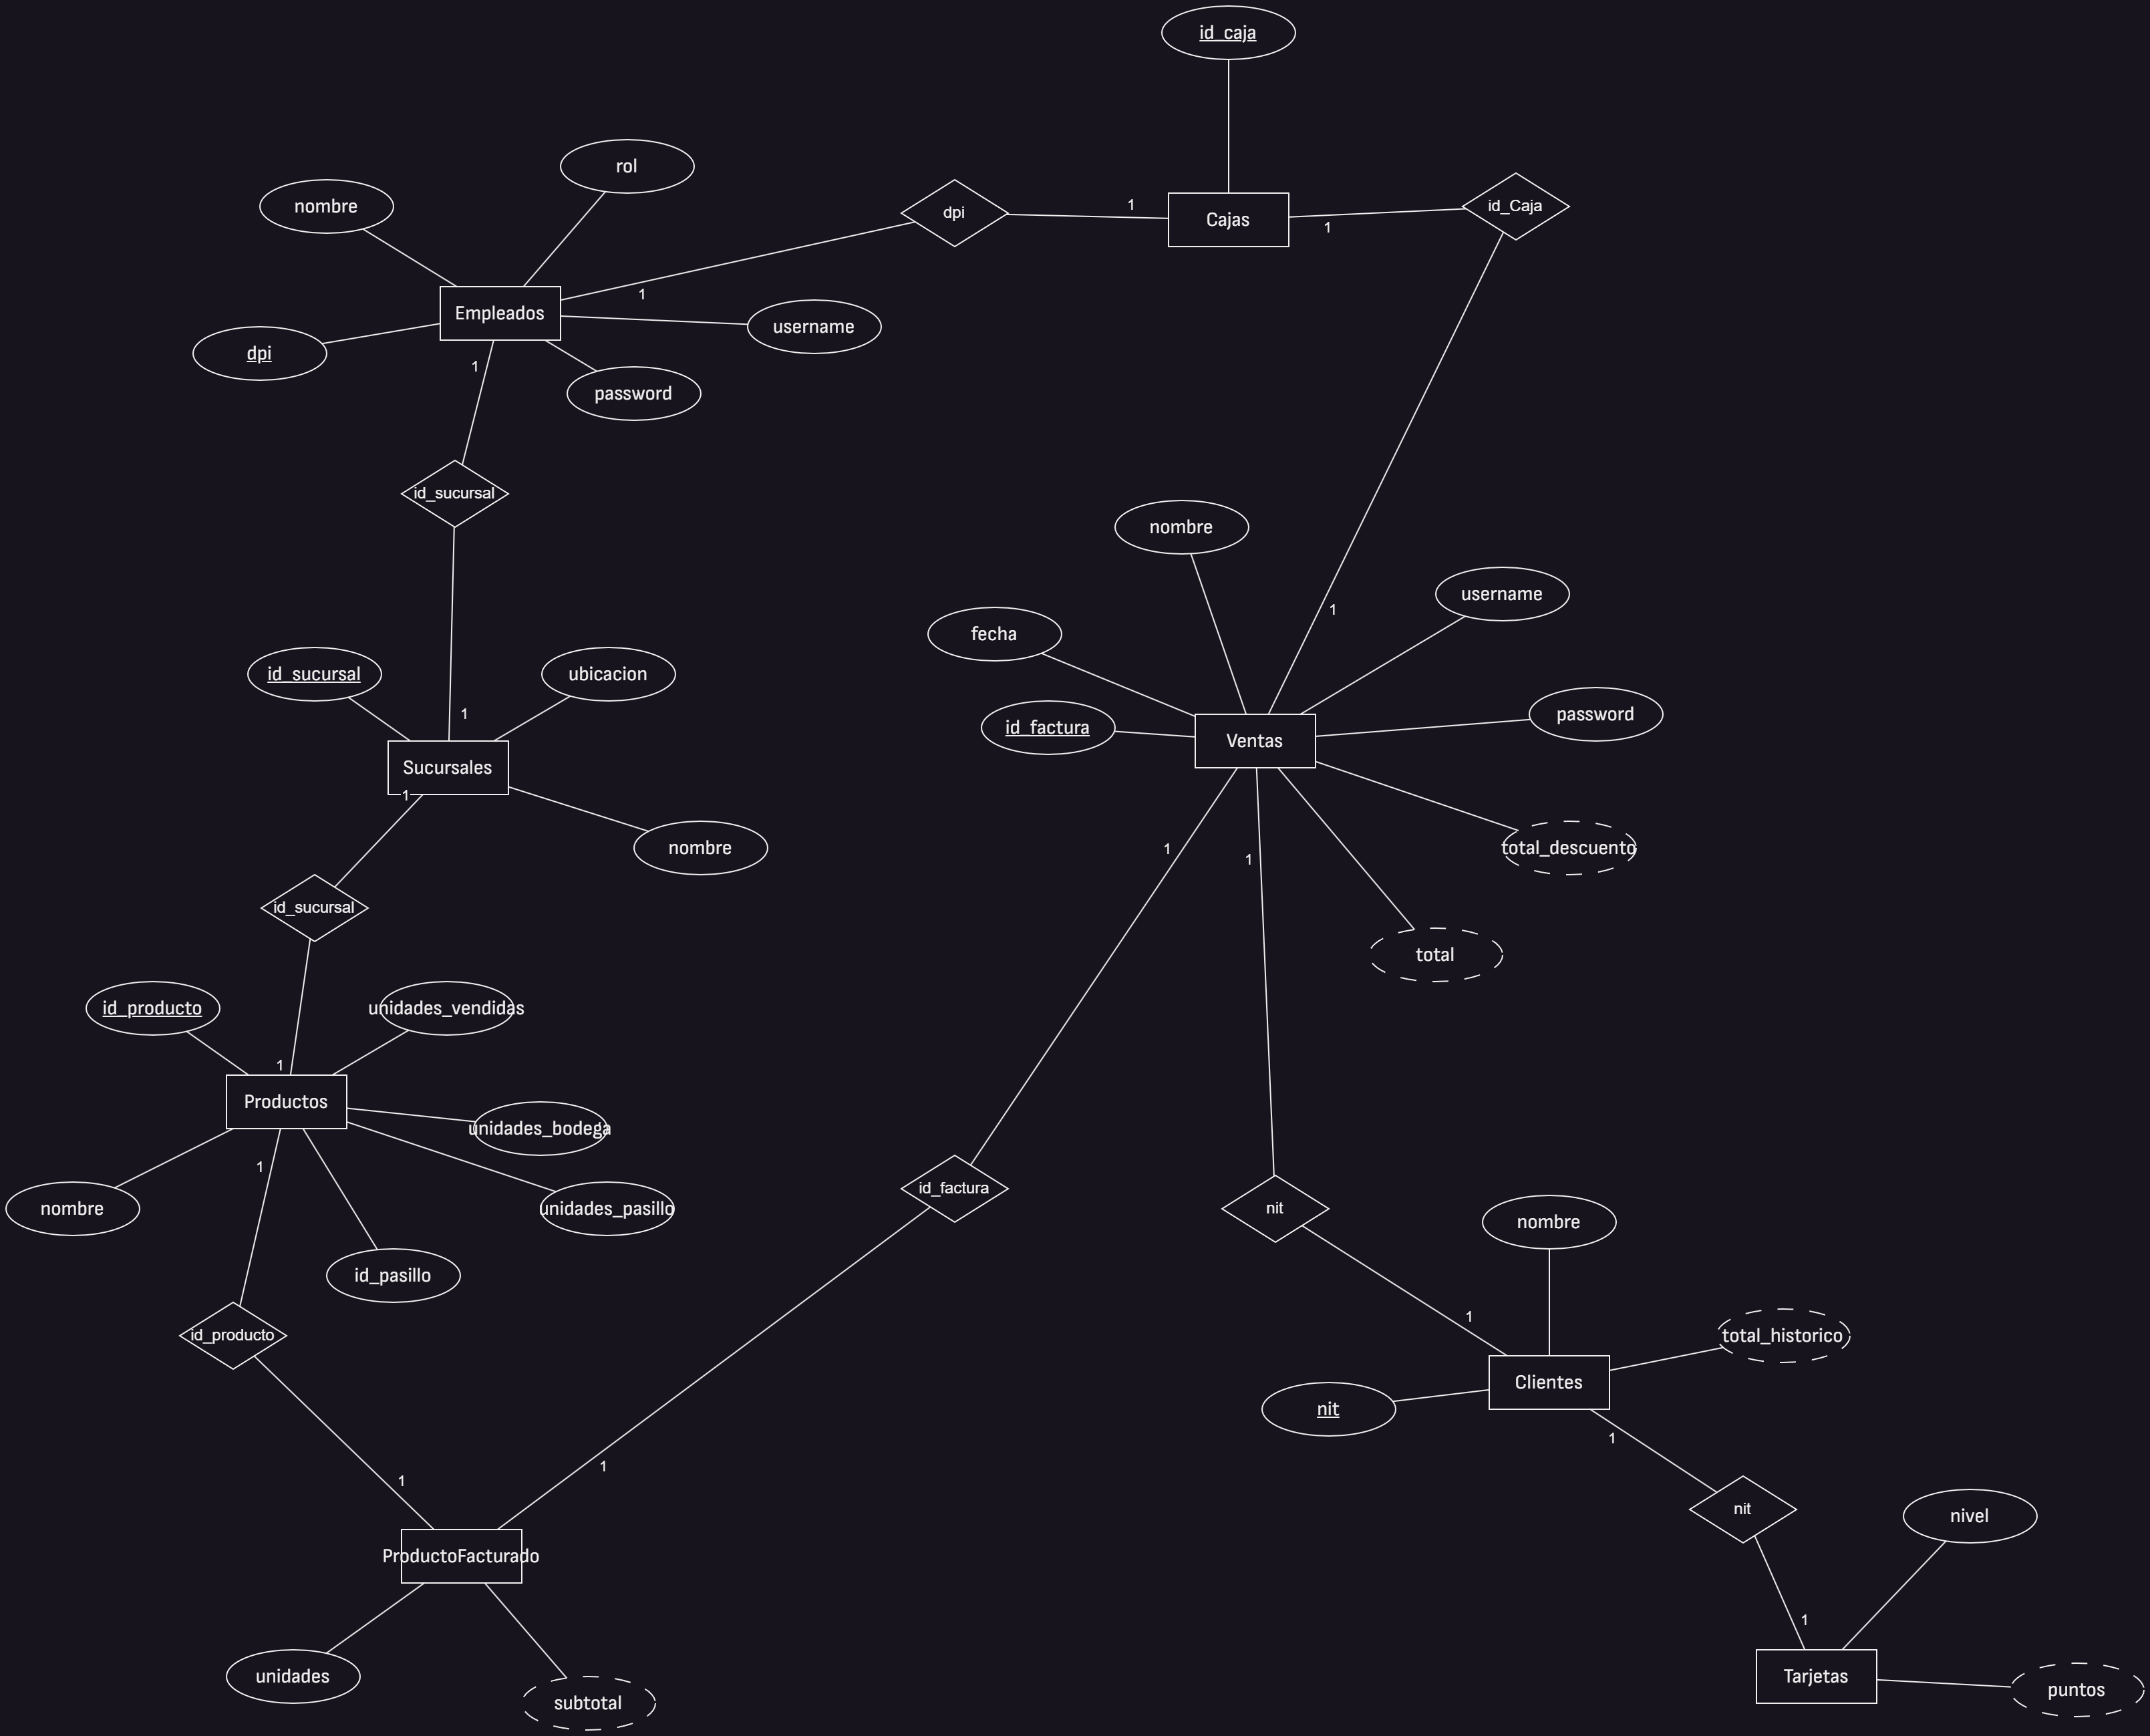 id_caja
rol
nombre
dpi
1
Cajas
id_Caja
1
Empleados
1
username
dpi
1
password
id_sucursal
nombre
username
fecha
1
id_sucursal
ubicacion
1
password
id_factura
Ventas
Sucursales
1
nombre
1
1
total_descuento
id_sucursal
total
id_producto
unidades_vendidas
1
Productos
unidades_bodega
1
id_factura
nombre
unidades_pasillo
nit
nombre
id_pasillo
1
id_producto
total_historico
Clientes
nit
1
1
1
nit
nivel
ProductoFacturado
1
unidades
Tarjetas
puntos
subtotal